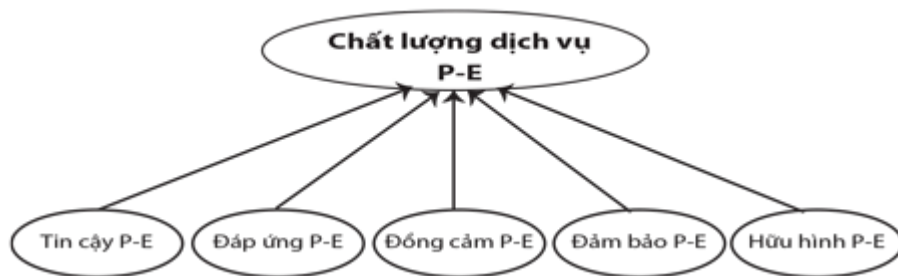 Chất lượng dịch vụ
P-E
Tin cậy P-E
Đáp ứng P-E
Đồng cảm P-E
Đảm bảo P-E
Hữu hình P-E